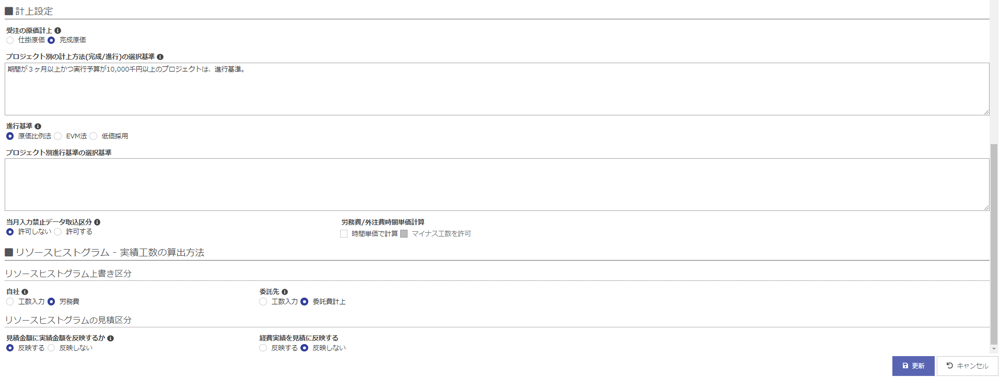 計上設定
受注の原価計上
仕掛原価 完成原価
プロジェクト別の計上方法(完成/進行)の選択基準
期間が３ヶ月以上かつ実行予算が10,000千円以上のプロジェクトは、進行基準。
進行基準
原価比例法 EVM法 低価採用
プロジェクト別進行基準の選択基準
当月入力禁止データ取込区分 労務費/外注費時間単価計算
許可しない 許可する 時間単価で計算 マイナス工数を許可
リソースヒストグラム - 実績工数の算出方法
リソースヒストグラム上書き区分
自社 委託先
工数入力 労務費 工数入力 委託費計上
リソースヒストグラムの見積区分
見積金額に実績金額を反映するか 経費実績を見積に反映する
反映する 反映しない 反映する 反映しない
更新 キャンセル